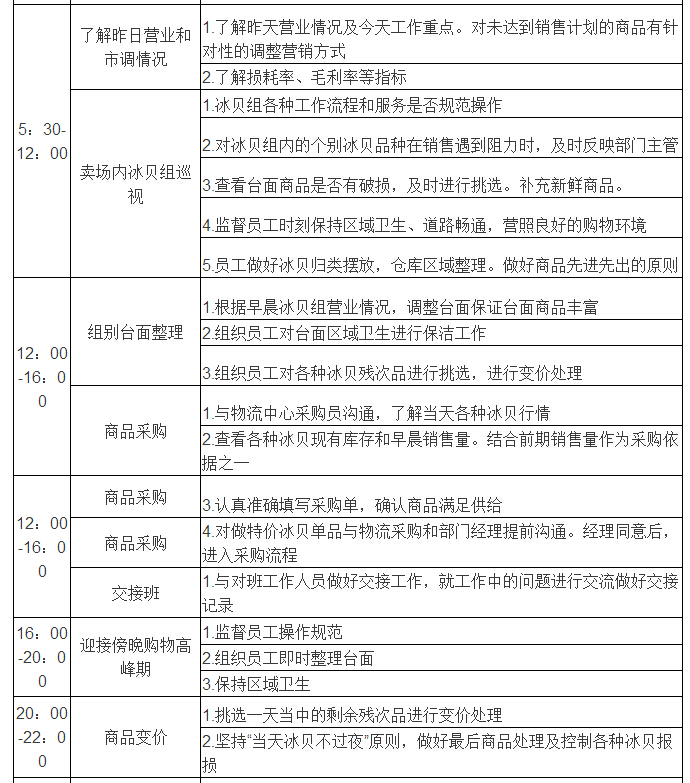 5：30-
12：00
了解昨日营业和
市调情况
1.了解昨天营业情况及今天工作重点。对未达到销售计划的商品有针
对性的调整营销方式
2.了解损耗率、毛利率等指标
卖场内冰贝组巡
视
1.冰贝组各种工作流程和服务是否规范操作
2.对冰贝组内的个别冰贝品种在销售遇到阻力时，及时反映部门主管
3.查看台面商品是否有破损，及时进行挑选。补充新鲜商品。
4.监督员工时刻保持区域卫生、道路畅通，营照良好的购物环境
5.员工做好冰贝归类摆放，仓库区域整理。做好商品先进先出的原则
12：00
-16：0
0
组别台面整理
1.根据早晨冰贝组营业情况，调整台面保证台面商品丰富
2.组织员工对台面区域卫生进行保洁工作
3.组织员工对各种冰贝残次品进行挑选，进行变价处理
商品采购
1.与物流中心采购员沟通，了解当天各种冰贝行情
2.查看各种冰贝现有库存和早晨销售量。结合前期销售量作为采购依
据之一
12：00
-16：0
0
商品采购
3.认真准确填写采购单，确认商品满足供给
商品采购
4.对做特价冰贝单品与物流采购和部门经理提前沟通。经理同意后，
进入采购流程
交接班
1.与对班工作人员做好交接工作，就工作中的问题进行交流做好交接
记录
16：00
-20：0
0
迎接傍晚购物高
峰期
1.监督员工操作规范
2.组织员工即时整理台面
3.保持区域卫生
20：00
-22：0
0
商品变价
1.挑选一天当中的剩余残次品进行变价处理
2.坚持“当天冰贝不过夜”原则，做好最后商品处理及控制各种冰贝报
损